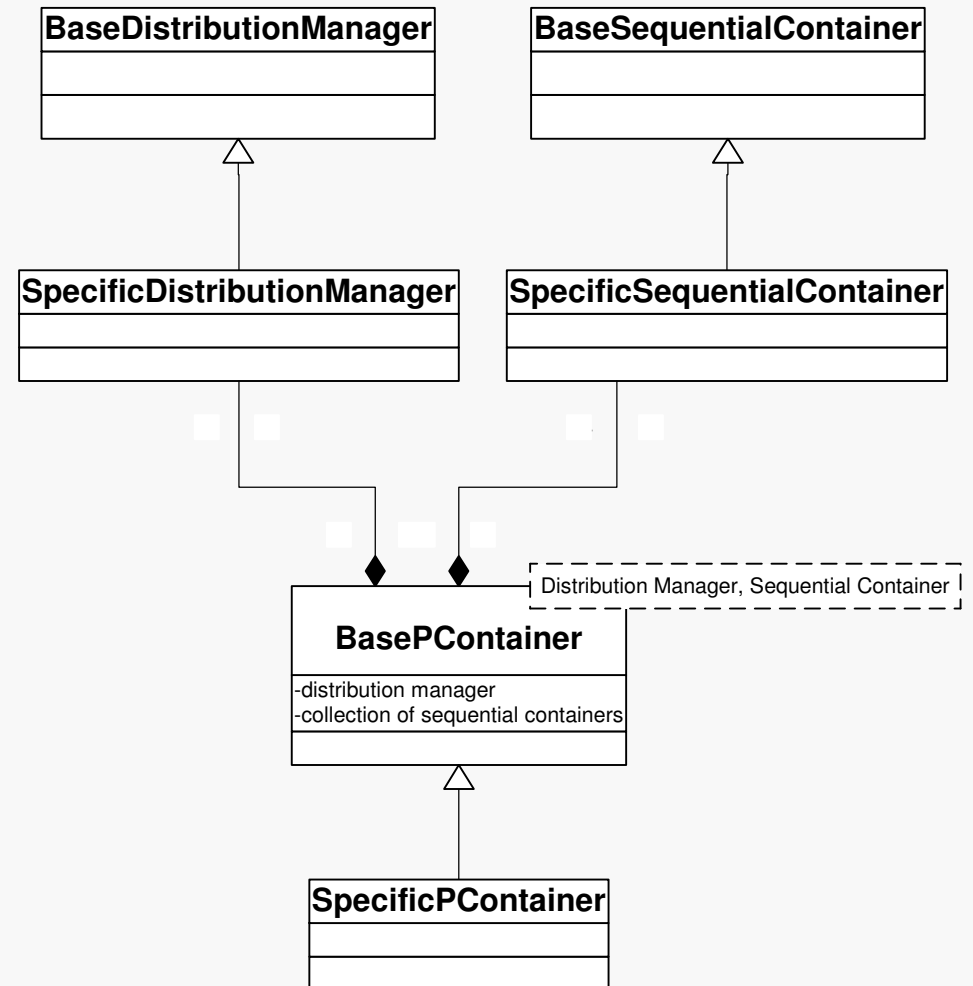 BaseDistributionManager
BaseSequentialContainer
SpecificDistributionManager
SpecificSequentialContainer
Distribution Manager, Sequential Container
BasePContainer
-distribution manager
-collection of sequential containers
SpecificPContainer